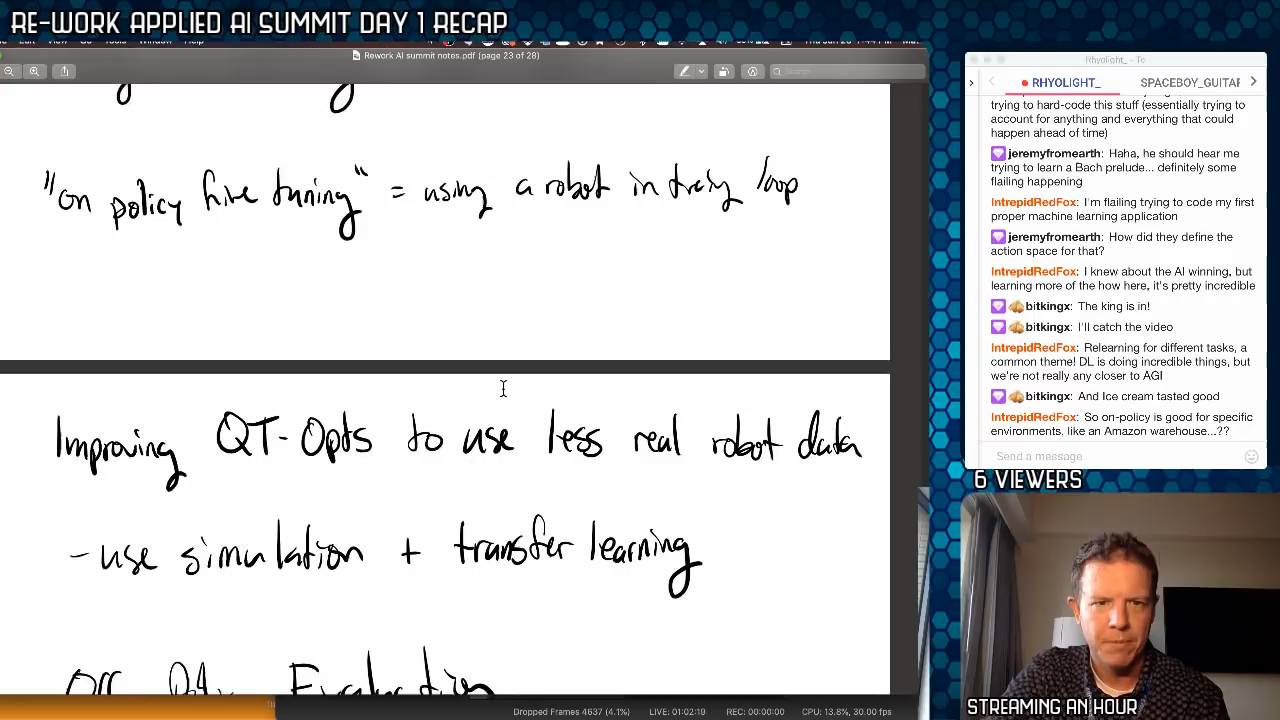 RE-WORK APPLIED AI SUMMIT DAY 1 RECAP
Rework AI summit notes.pdf (page 23 of 28)
Search
"on policy fine tuning" = using a robot in loop
Improving QT-Opts to use less real robot data
- use simulation + transfer learning
Evaluation
Rhyolight_ - Tc
RHYOLIGHT_ SPACEBOY_GUITAR
trying to hard-code this stuff (essentially trying to
account for anything and everything that could
happen ahead of time)
jeremyfromearth: Haha, he should hear me
trying to learn a Bach prelude... definitely some
flailing happening
IntrepidRedFox: I'm flailing trying to code my first
proper machine learning application
jeremyfromearth: How did they define the
action space for that?
IntrepidRedFox: I knew about the AI winning, but
learning more of the how here, it's pretty incredible
bitkingx: The king is in!
bitkingx: I'll catch the video
IntrepidRedFox: Relearning for different tasks, a
common theme! DL is doing incredible things, but
we're not really any closer to AGI
bitkingx: And Ice cream tasted good
IntrepidRedFox: So on-policy is good for specific
environments, like an Amazon warehouse...??
Send a message
6 VIEWERS
STREAMING AN HOUR
Dropped Frames 4637 (4.1%) LIVE: 01:02:19 REC: 00:00:00 CPU: 13.8%, 30.00 fps